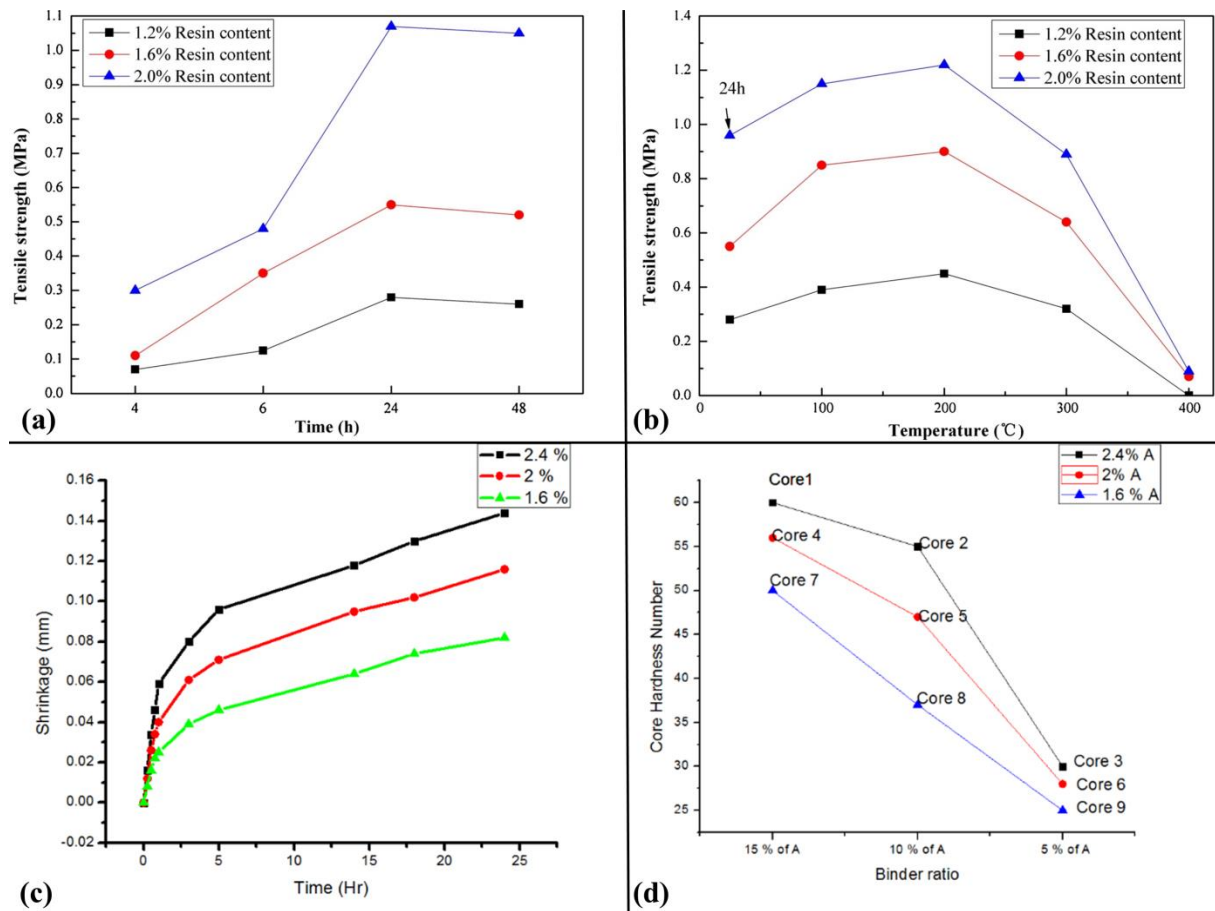 1.1
1.0
0.9
0.8
0.7
0.6
0.5
0.4
0.3
0.2
0.1
0.0
Tensile strength (MPa)
1.2% Resin content
1.6% Resin content
2.0% Resin content
4 6 24 48
Time (h)
(a)
1.4
1.2
1.0
0.8
0.6
0.4
0.2
0.0
Tensile strength (MPa)
1.2% Resin content
1.6% Resin content
2.0% Resin content
24h
100 200 300 400
Temperature (℃)
(b)
2.4 %
2 %
1.6 %
0.16
0.14
0.12
0.10
0.08
0.06
0.04
0.02
0.00
-0.02
Shrinkage (mm)
0 5 10 15 20 25
Time (Hr)
(c)
2.4% A
2% A
1.6 % A
60
55
50
45
40
35
30
25
Core Hardness Number
Core1
Core 2
Core 4
Core 7
Core 5
Core 8
Core 3
Core 6
Core 9
15 % of A 10 % of A 5 % of A
Binder ratio
(d)